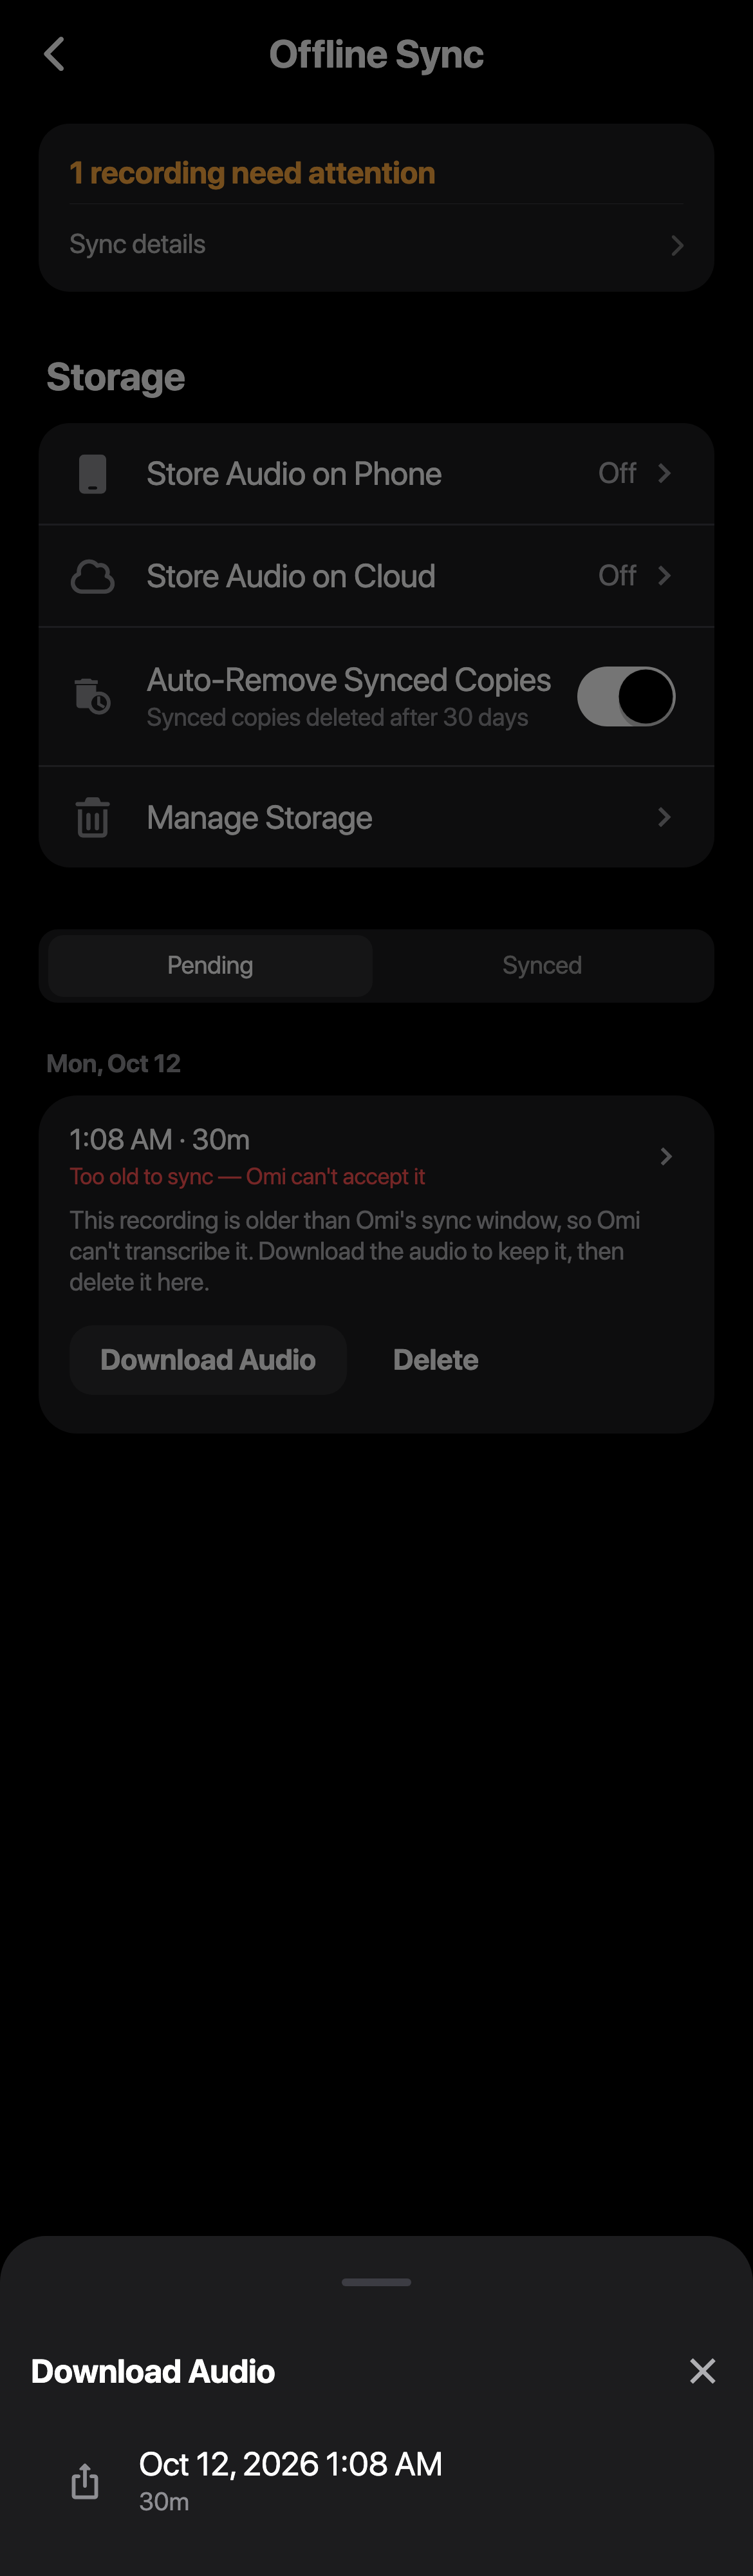 Offline Sync
1 recording need attention
Sync details
Storage
Store Audio on Phone
Off
Store Audio on Cloud
Off
Auto-Remove Synced Copies
Synced copies deleted after 30 days
Manage Storage
Pending
Synced
Mon, Oct 12
1:08 AM · 30m
Too old to sync — Omi can't accept it
This recording is older than Omi's sync window, so Omi
can't transcribe it. Download the audio to keep it, then
delete it here.
Download Audio
Delete
Download Audio
Oct 12, 2026 1:08 AM
30m